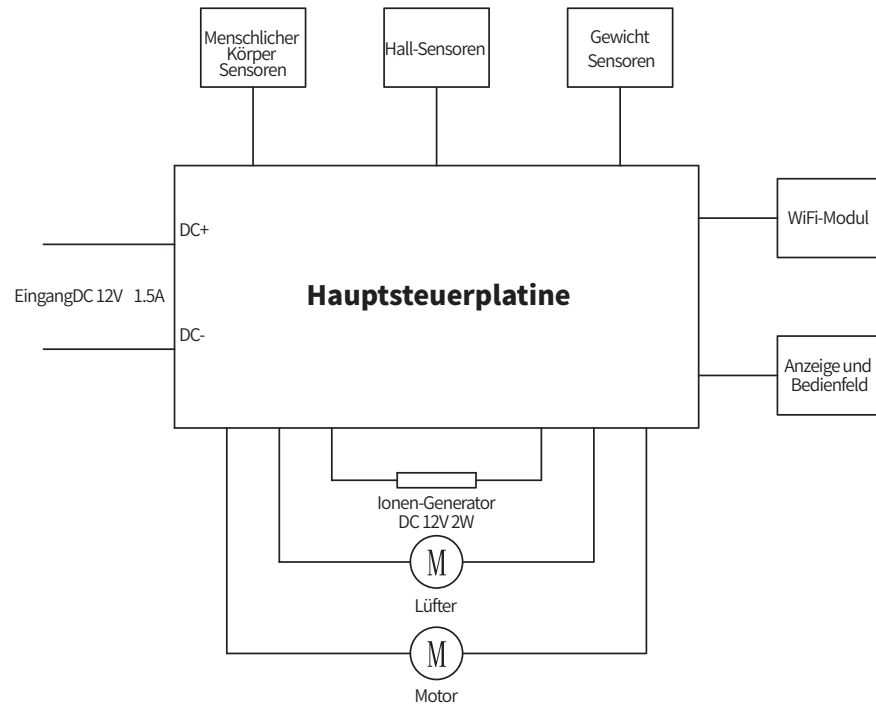 Menschlicher
Körper
Sensoren
Hall-Sensoren
Gewicht
Sensoren
DC+
WiFi-Modul
EingangDC 12V 1.5A
Hauptsteuerplatine
DC-
Anzeige und
Bedienfeld
Ionen-Generator
DC 12V 2W
M
Lüfter
M
Motor